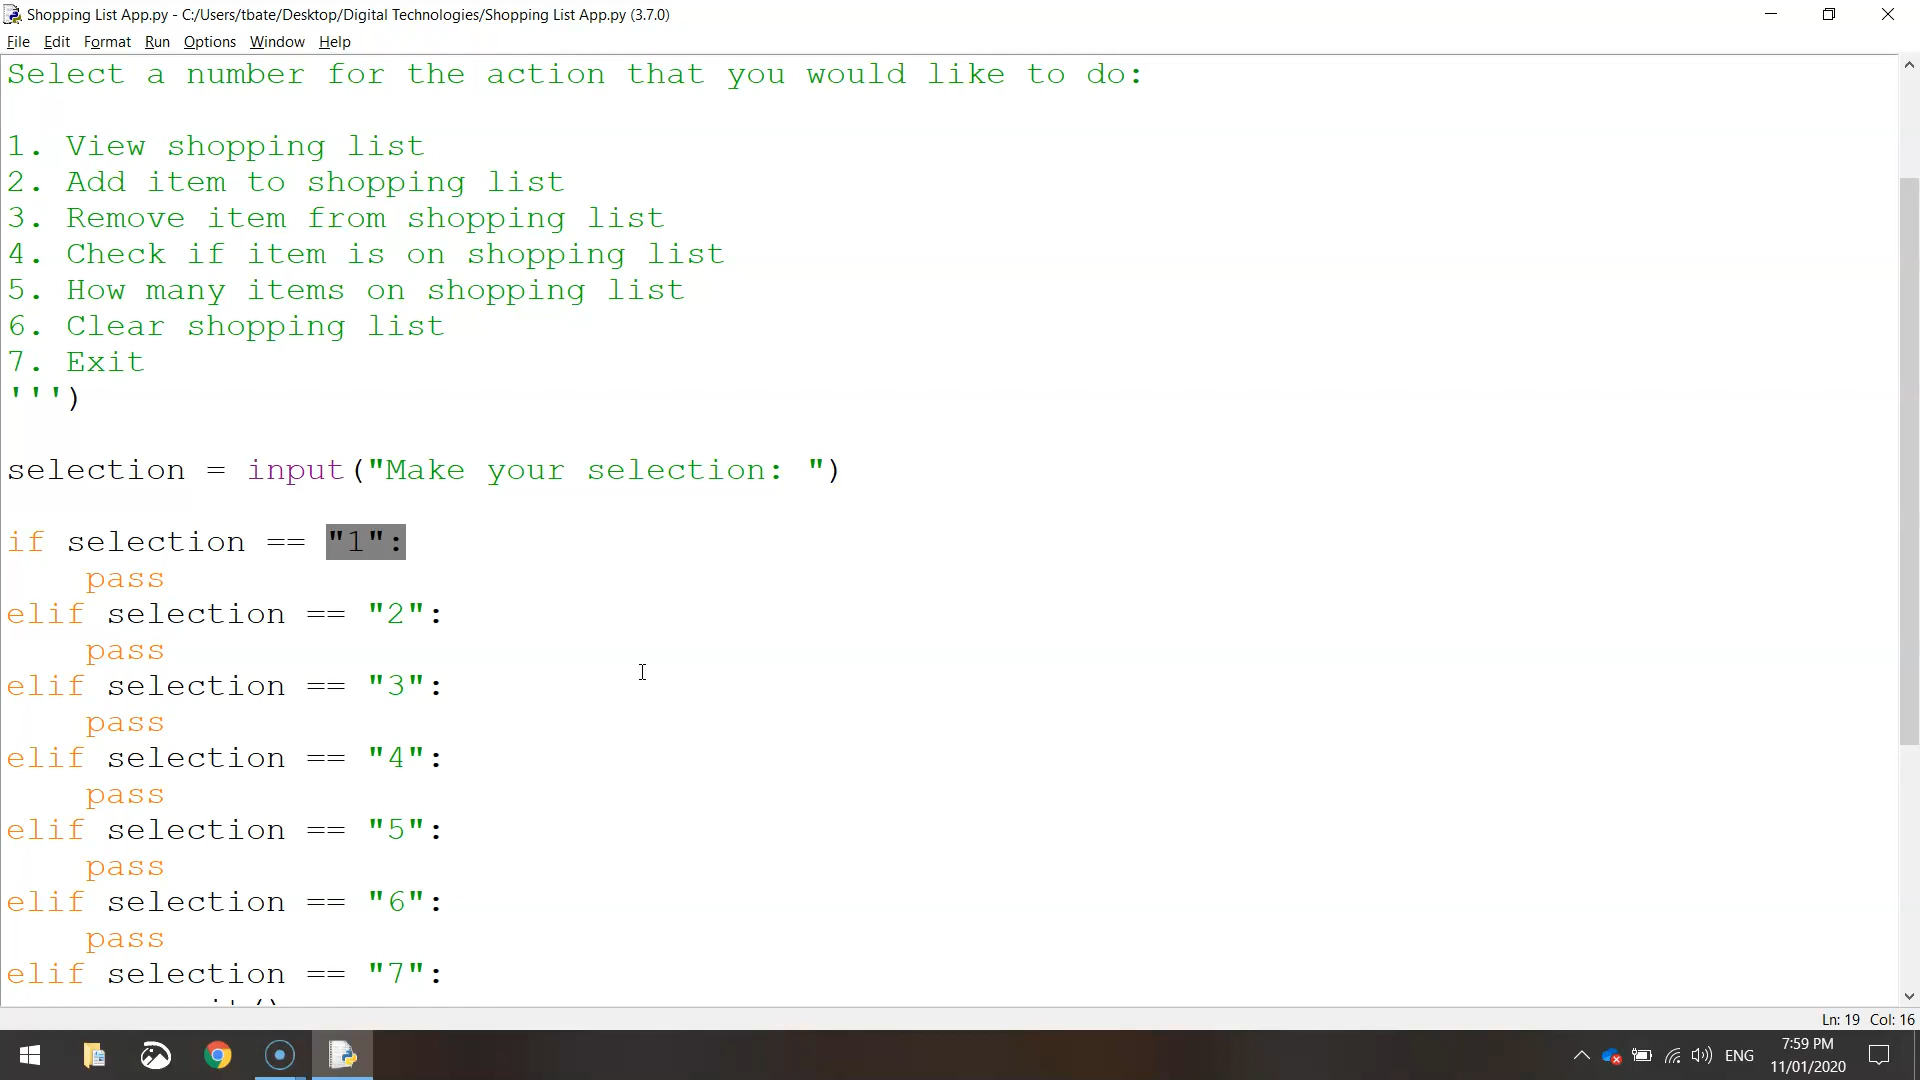 Shopping List App.py - C:/Users/tbate/Desktop/Digital Technologies/Shopping List App.py (3.7.0)
File Edit Format Run Options Window Help
Select a number for the action that you would like to do:
1. View shopping list
2. Add item to shopping list
3. Remove item from shopping list
4. Check if item is on shopping list
5. How many items on shopping list
6. Clear shopping list
7. Exit
''')
selection = input("Make your selection: ")
if selection == "1":
pass
elif selection == "2":
pass
elif selection == "3":
pass
elif selection == "4":
pass
elif selection == "5":
pass
elif selection == "6":
pass
elif selection == "7":
Ln: 19 Col: 16
ENG
7:59 PM
11/01/2020